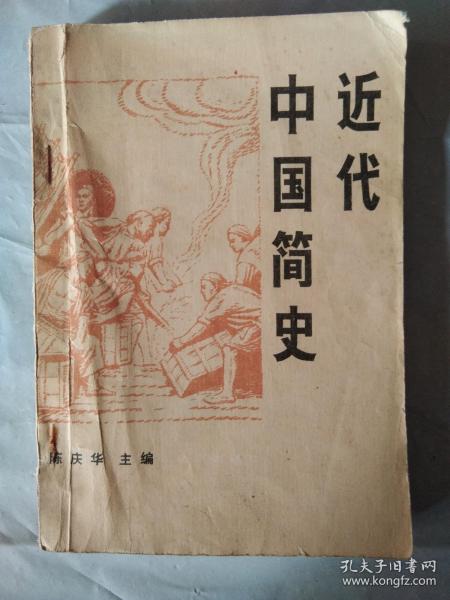 近代
中国简史
陈庆华 主编
孔夫子旧书网
www.kongfz.com